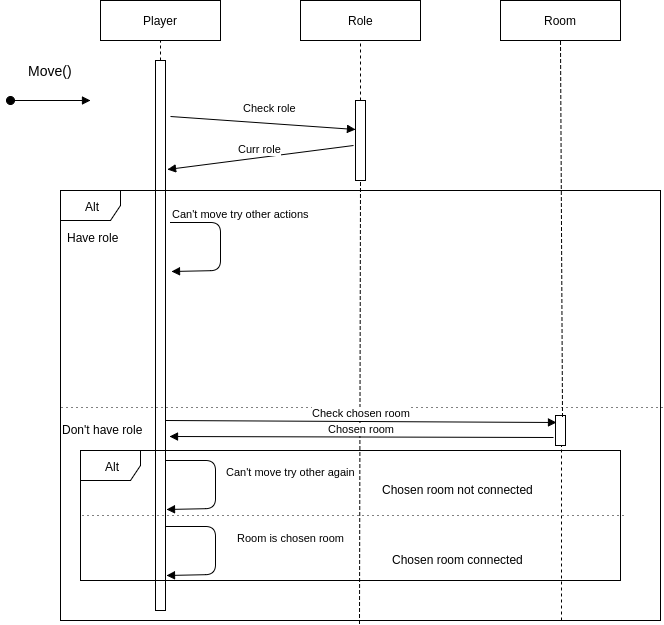 Player
Role
Room
Move()
Check role
Curr role
Alt
Can't move try other actions
Have role
Check chosen room
Don't have role
Chosen room
Alt
Can't move try other again
Chosen room not connected
Room is chosen room
Chosen room connected